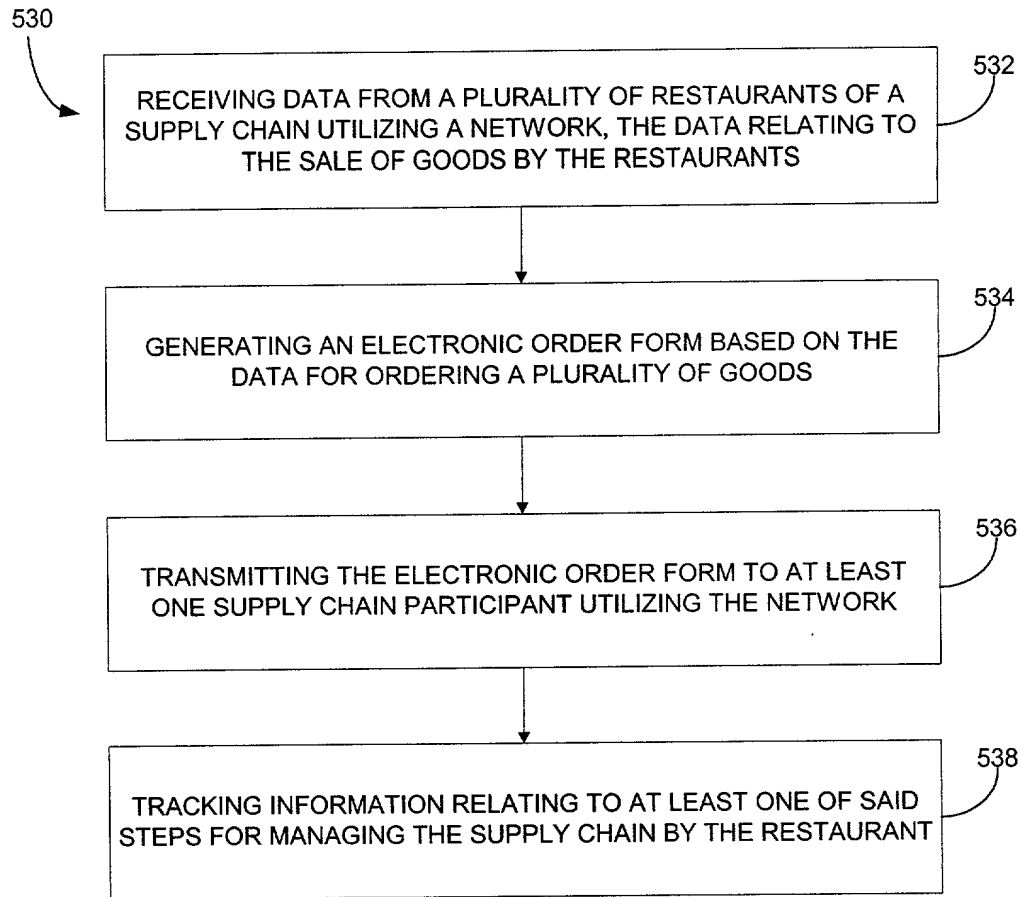 530
532
RECEIVING DATA FROM A PLURALITY OF RESTAURANTS OF A
SUPPLY CHAIN UTILIZING A NETWORK, THE DATA RELATING TO
THE SALE OF GOODS BY THE RESTAURANTS
534
GENERATING AN ELECTRONIC ORDER FORM BASED ON THE
DATA FOR ORDERING A PLURALITY OF GOODS
536
TRANSMITTING THE ELECTRONIC ORDER FORM TO AT LEAST
ONE SUPPLY CHAIN PARTICIPANT UTILIZING THE NETWORK
538
TRACKING INFORMATION RELATING TO AT LEAST ONE OF SAID
STEPS FOR MANAGING THE SUPPLY CHAIN BY THE RESTAURANT